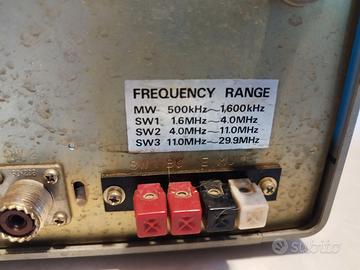 FREQUENCY RANGE
MW 500kHz~1,600kHz
SW1 1.6MHz~4.0MHz
SW2 4.0MHz~11.0MHz
SW3 11.0MHz~29.9MHz
subito